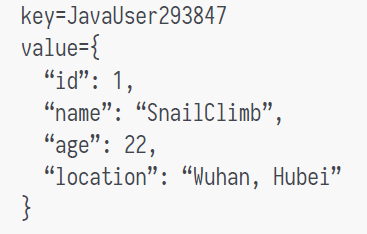 key=JavaUser293847
value={
  “id”: 1,
  “name”: “SnailClimb”,
  “age”: 22,
  “location”: “Wuhan, Hubei”
}